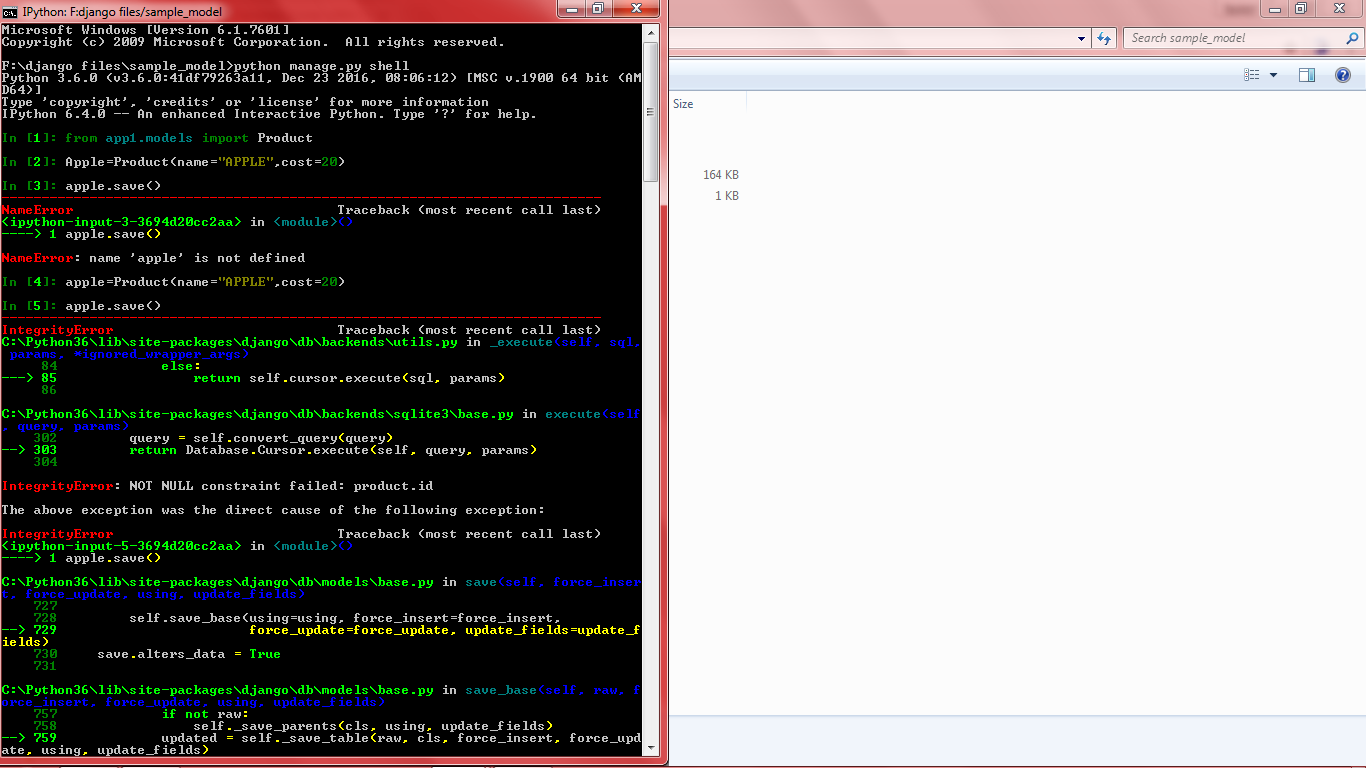 IPython: F:django files/sample_model
Microsoft Windows [Version 6.1.7601]
Copyright (c) 2009 Microsoft Corporation.  All rights reserved.
F:\django files\sample_model>python manage.py shell
Python 3.6.0 (v3.6.0:41df79263a11, Dec 23 2016, 08:06:12) [MSC v.1900 64 bit (AM
D64)]
Type 'copyright', 'credits' or 'license' for more information
IPython 6.4.0 -- An enhanced Interactive Python. Type '?' for help.
In [1]: from app1.models import Product
In [2]: Apple=Product(name="APPLE",cost=20)
In [3]: apple.save()
---------------------------------------------------------------------------
NameError                                 Traceback (most recent call last)
<ipython-input-3-3694d20cc2aa> in <module>()
----> 1 apple.save()
NameError: name 'apple' is not defined
In [4]: apple=Product(name="APPLE",cost=20)
In [5]: apple.save()
---------------------------------------------------------------------------
IntegrityError                            Traceback (most recent call last)
C:\Python36\lib\site-packages\django\db\backends\utils.py in _execute(self, sql,
 params, *ignored_wrapper_args)
     84             else:
---> 85                 return self.cursor.execute(sql, params)
     86
C:\Python36\lib\site-packages\django\db\backends\sqlite3\base.py in execute(self
, query, params)
    302         query = self.convert_query(query)
--> 303         return Database.Cursor.execute(self, query, params)
    304
IntegrityError: NOT NULL constraint failed: product.id
The above exception was the direct cause of the following exception:
IntegrityError                            Traceback (most recent call last)
<ipython-input-5-3694d20cc2aa> in <module>()
----> 1 apple.save()
C:\Python36\lib\site-packages\django\db\models\base.py in save(self, force_inser
t, force_update, using, update_fields)
    727
    728         self.save_base(using=using, force_insert=force_insert,
--> 729                        force_update=force_update, update_fields=update_f
ields)
    730     save.alters_data = True
    731
C:\Python36\lib\site-packages\django\db\models\base.py in save_base(self, raw, f
orce_insert, force_update, using, update_fields)
    757             if not raw:
    758                 self._save_parents(cls, using, update_fields)
--> 759             updated = self._save_table(raw, cls, force_insert, force_upd
ate, using, update_fields)
Search sample_model
Size
164 KB
1 KB